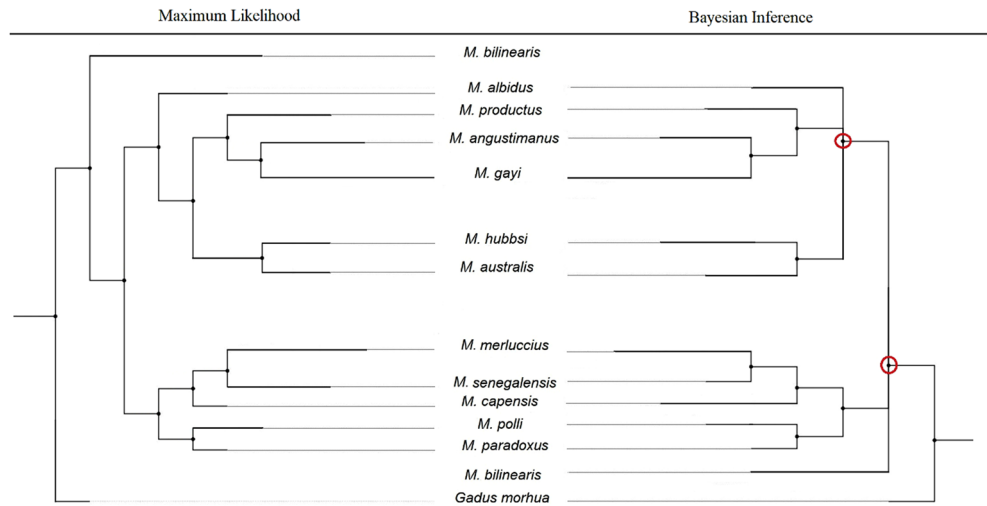 Maximum Likelihood
Bayesian Inference
M. bilinearis
M. albidus
M. productus
M. angustimanus
M. gayi
M. hubbsi
M. australis
M. merluccius
M. senegalensis
M. capensis
M. polli
M. paradoxus
M. bilinearis
Gadus morhua